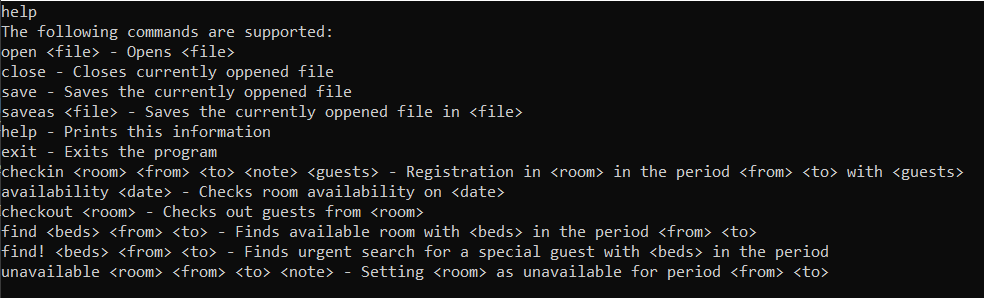 help
The following commands are supported:
open <file> - Opens <file>
close - Closes currently oppened file
save - Saves the currently oppened file
saveas <file> - Saves the currently oppened file in <file>
help - Prints this information
exit - Exits the program
checkin <room> <from> <to> <note> <guests> - Registration in <room> in the period <from> <to> with <guests>
availability <date> - Checks room availability on <date>
checkout <room> - Checks out guests from <room>
find <beds> <from> <to> - Finds available room with <beds> in the period <from> <to>
find! <beds> <from> <to> - Finds urgent search for a special guest with <beds> in the period
unavailable <room> <from> <to> <note> - Setting <room> as unavailable for period <from> <to>